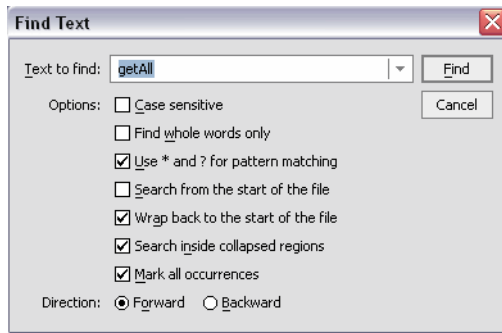 Find Text
Text to find: getAll Find
Options: Case sensitive Cancel
Find whole words only
Use * and ? for pattern matching
Search from the start of the file
Wrap back to the start of the file
Search inside collapsed regions
Mark all occurrences
Direction: Forward Backward